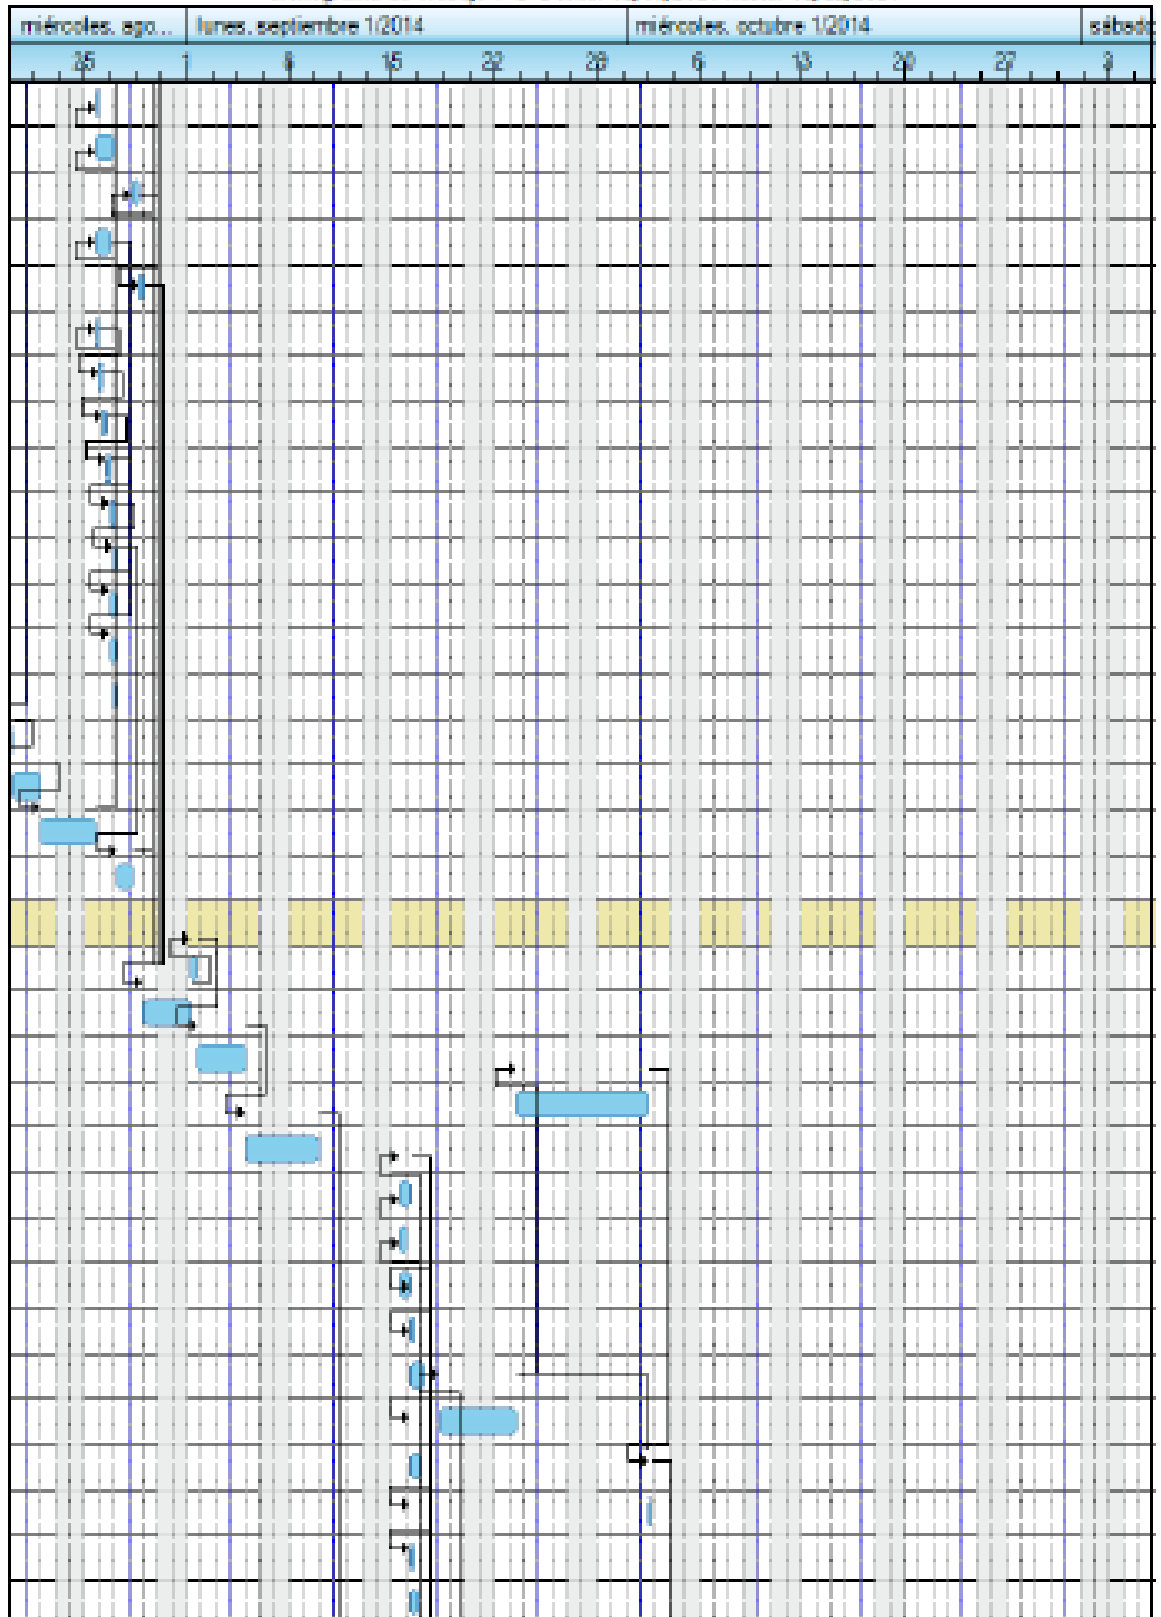 miércoles, ago... lunes, septiembre 1/2014 miércoles, octubre 1/2014 sábado
25 1 8 15 22 29 6 13 20 27 3